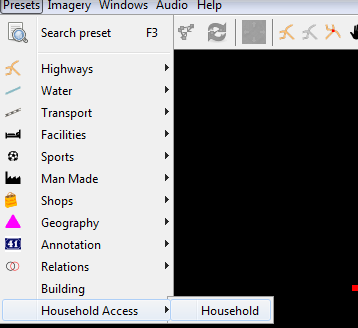 Presets Imagery Windows Audio Help
Search preset F3
Highways
Water
Transport
Facilities
Sports
Man Made
Shops
Geography
41 Annotation
Relations
Building
Household Access Household